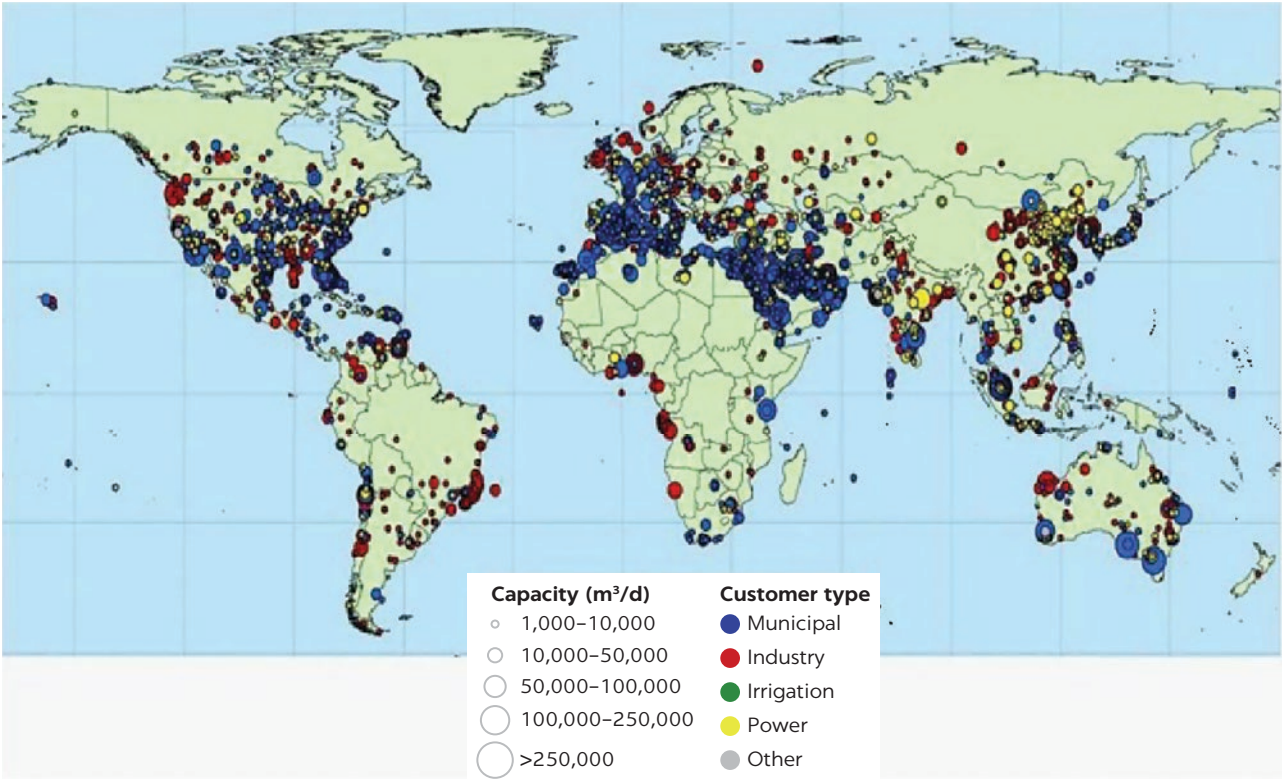 Capacity (m³/d)
1,000–10,000
10,000–50,000
50,000–100,000
100,000–250,000
>250,000
Customer type
Municipal
Industry
Irrigation
Power
Other